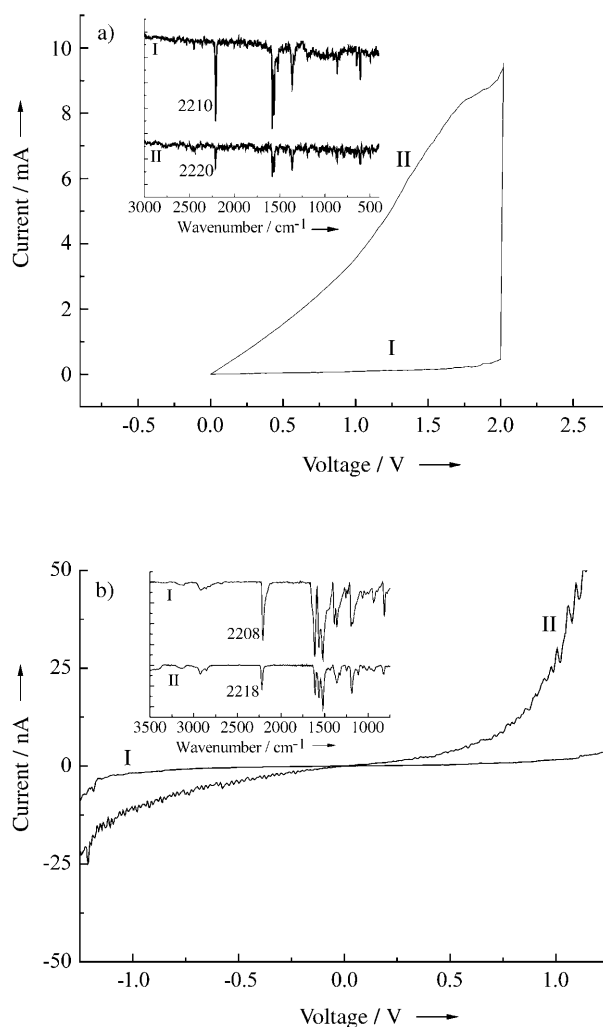 a)
10
8
6
4
2
0
Current / mA
I
2210
II
2220
3000 2500 2000 1500 1000 500
Wavenumber / cm-1
II
I
-0.5 0.0 0.5 1.0 1.5 2.0 2.5
Voltage / V
b)
50
25
0
-25
-50
Current / nA
I
2208
II
2218
3500 3000 2500 2000 1500 1000
Wavenumber / cm-1
II
I
-1.0 -0.5 0.0 0.5 1.0
Voltage / V